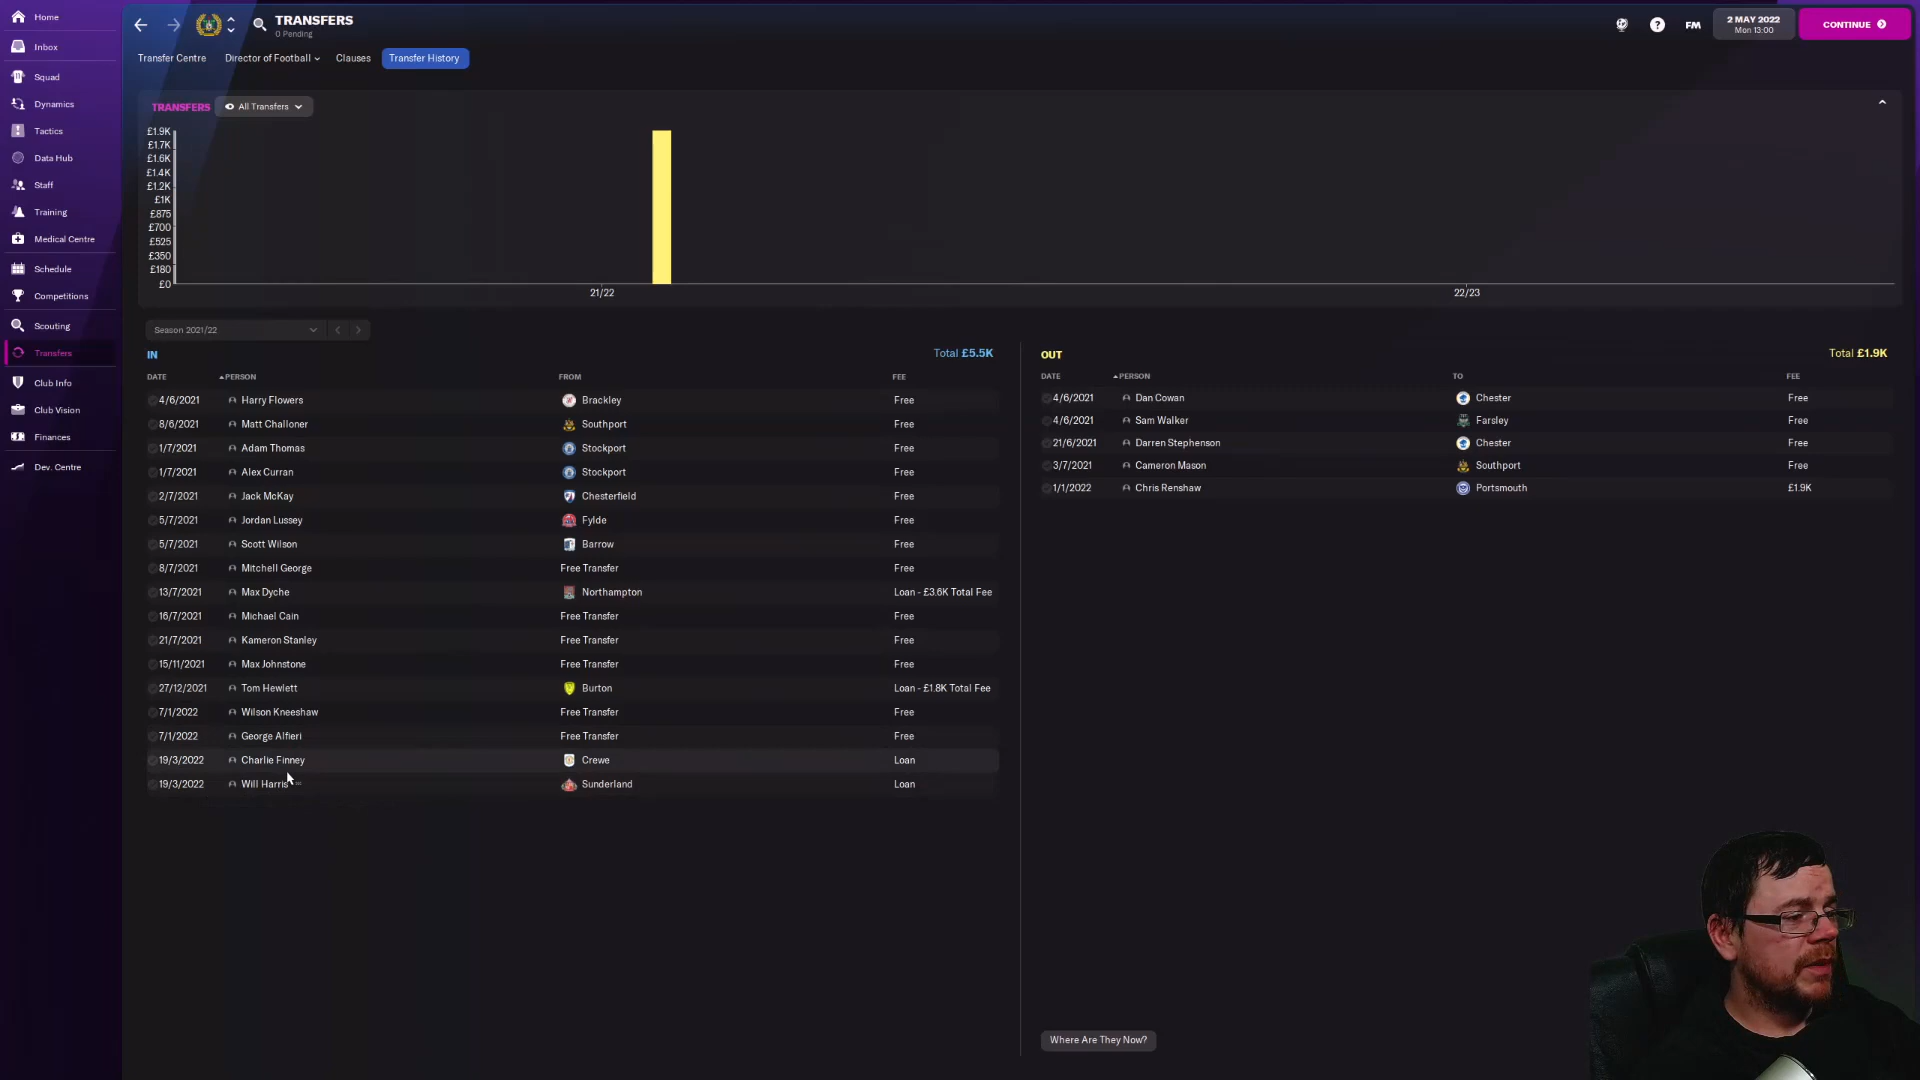 Home
Inbox
Squad
Dynamics
Tactics
Data Hub
Staff
Training
Medical Centre
Schedule
Competitions
Scouting
Transfers
Club Info
Club Vision
Finances
Dev. Centre
TRANSFERS
0 Pending
?
FM
2 MAY 2022
Mon 13:00
CONTINUE
Transfer Centre
Director of Football
Clauses
Transfer History
TRANSFERS
All Transfers
£1.9K
£1.7K
£1.6K
£1.4K
£1.2K
£1K
£875
£700
£525
£350
£180
£0
21/22
22/23
Season 2021/22
IN Total £5.5K
DATE PERSON FROM FEE
4/6/2021 Harry Flowers Brackley Free
8/6/2021 Matt Challoner Southport Free
1/7/2021 Adam Thomas Stockport Free
1/7/2021 Alex Curran Stockport Free
2/7/2021 Jack McKay Chesterfield Free
5/7/2021 Jordan Lussey Fylde Free
5/7/2021 Scott Wilson Barrow Free
8/7/2021 Mitchell George Free Transfer Free
13/7/2021 Max Dyche Northampton Loan - £3.6K Total Fee
16/7/2021 Michael Cain Free Transfer Free
21/7/2021 Kameron Stanley Free Transfer Free
15/11/2021 Max Johnstone Free Transfer Free
27/12/2021 Tom Hewlett Burton Loan - £1.8K Total Fee
7/1/2022 Wilson Kneeshaw Free Transfer Free
7/1/2022 George Alfieri Free Transfer Free
19/3/2022 Charlie Finney Crewe Loan
19/3/2022 Will Harris Sunderland Loan
OUT Total £1.9K
DATE PERSON TO FEE
4/6/2021 Dan Cowan Chester Free
4/6/2021 Sam Walker Farsley Free
21/6/2021 Darren Stephenson Chester Free
3/7/2021 Cameron Mason Southport Free
1/1/2022 Chris Renshaw Portsmouth £1.9K
Where Are They Now?